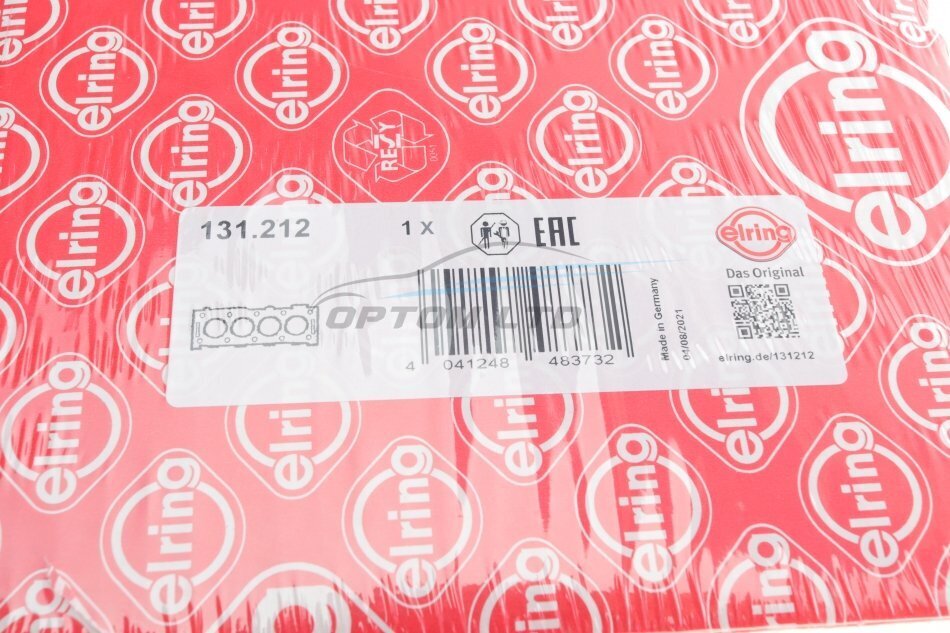 elring
RESY
131.212
1 x
EAC
elring
Das Original
Made in Germany
01/08/2021
4 041248 483732
elring.de/131212
OPTOM LTD